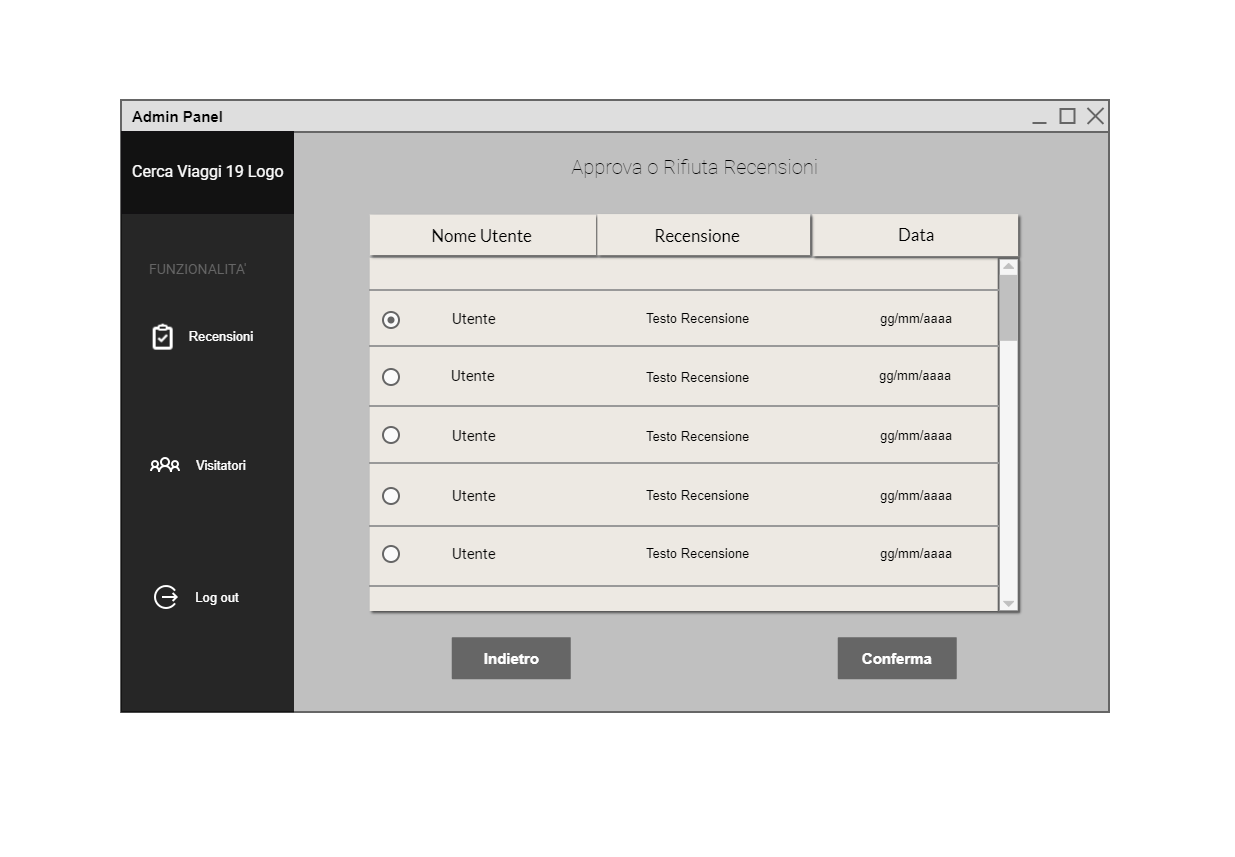 Admin Panel
Cerca Viaggi 19 Logo
FUNZIONALITA'
Recensioni
Visitatori
Log out
Approva o Rifiuta Recensioni
Nome Utente Recensione Data
Utente Testo Recensione gg/mm/aaaa
Utente Testo Recensione gg/mm/aaaa
Utente Testo Recensione gg/mm/aaaa
Utente Testo Recensione gg/mm/aaaa
Utente Testo Recensione gg/mm/aaaa
Indietro Conferma